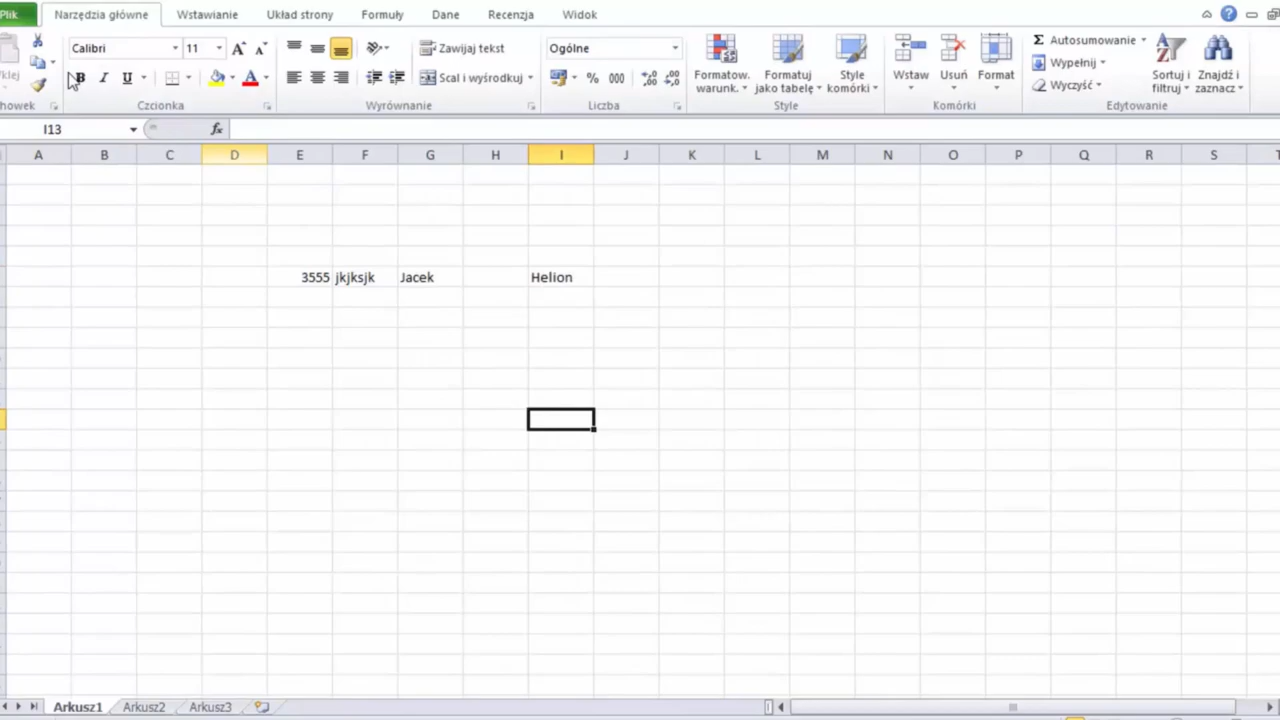 Plik Narzędzia główne Wstawianie Układ strony Formuły Dane Recenzja Widok
Calibri 11 A A Zawijaj tekst Ogólne Σ Autosumowanie
B I U A Scal i wyśrodkuj % 000 Wypełnij
Formatow. warunk. Formatuj jako tabelę Style komórki Wstaw Usuń Format Wyczyść Sortuj i filtruj Znajdź i zaznacz
Czcionka Wyrównanie Liczba Style Komórki Edytowanie
I13 fx
A B C D E F G H I J K L M N O P Q R S
3555 jkjksjk Jacek Helion
Arkusz1 Arkusz2 Arkusz3